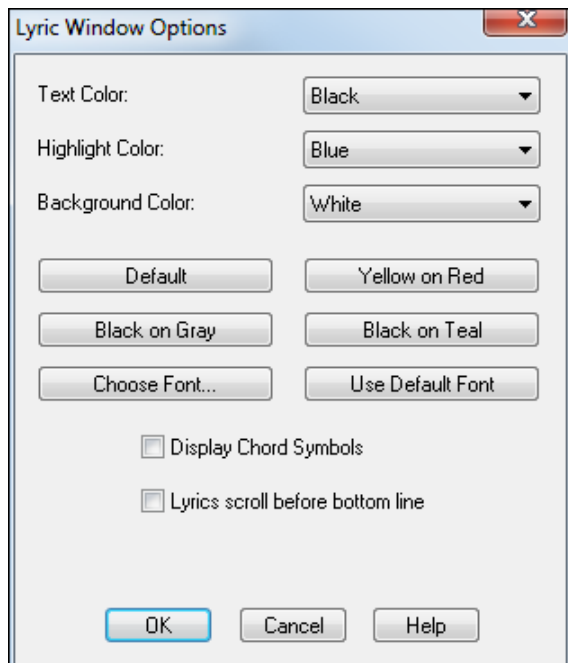 Lyric Window Options
Text Color: Black
Highlight Color: Blue
Background Color: White
Default Yellow on Red
Black on Gray Black on Teal
Choose Font... Use Default Font
Display Chord Symbols
Lyrics scroll before bottom line
OK Cancel Help